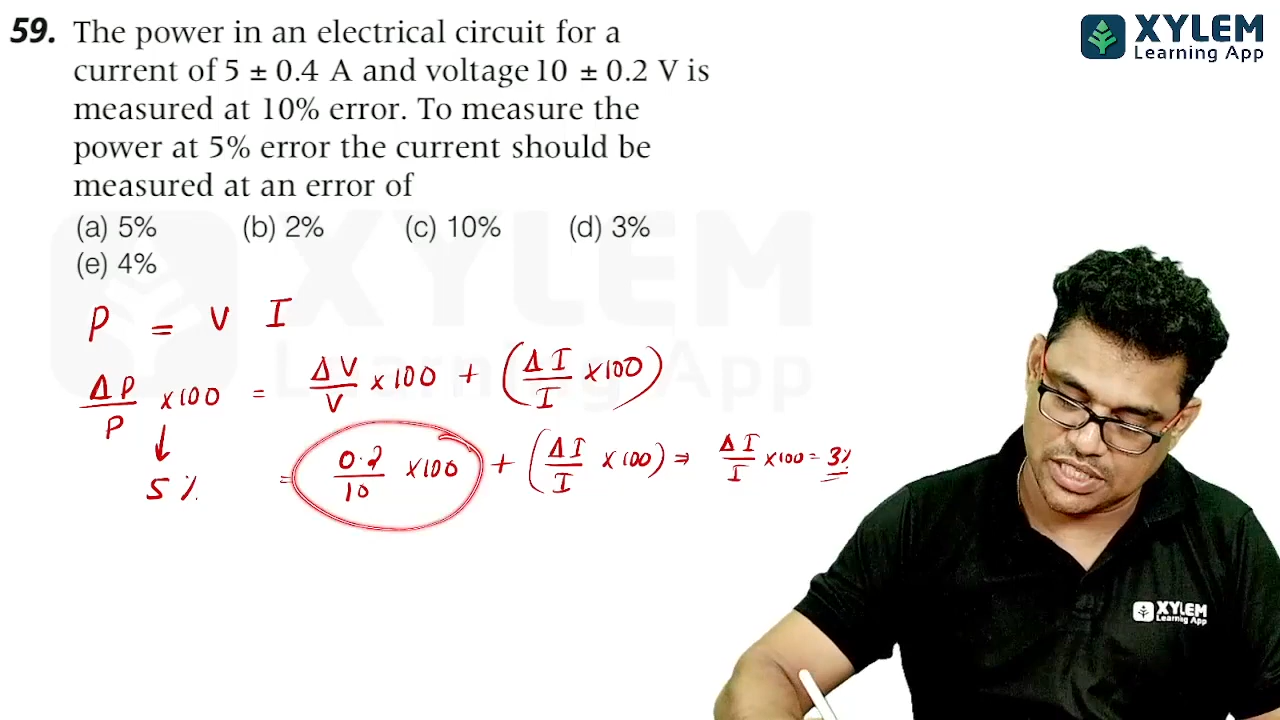 59. The power in an electrical circuit for a
current of 5 ± 0.4 A and voltage 10 ± 0.2 V is
measured at 10% error. To measure the
power at 5% error the current should be
measured at an error of
(a) 5% (b) 2% (c) 10% (d) 3%
(e) 4%
P = V I
ΔP/P ×100 = ΔV/V ×100 + (ΔI/I ×100)
↓
5% = 0.2/10 ×100 + (ΔI/I ×100) ⇒ ΔI/I ×100 = 3%
XYLEM
Learning App
XYLEM
Learning App
XYLEM
Learning App